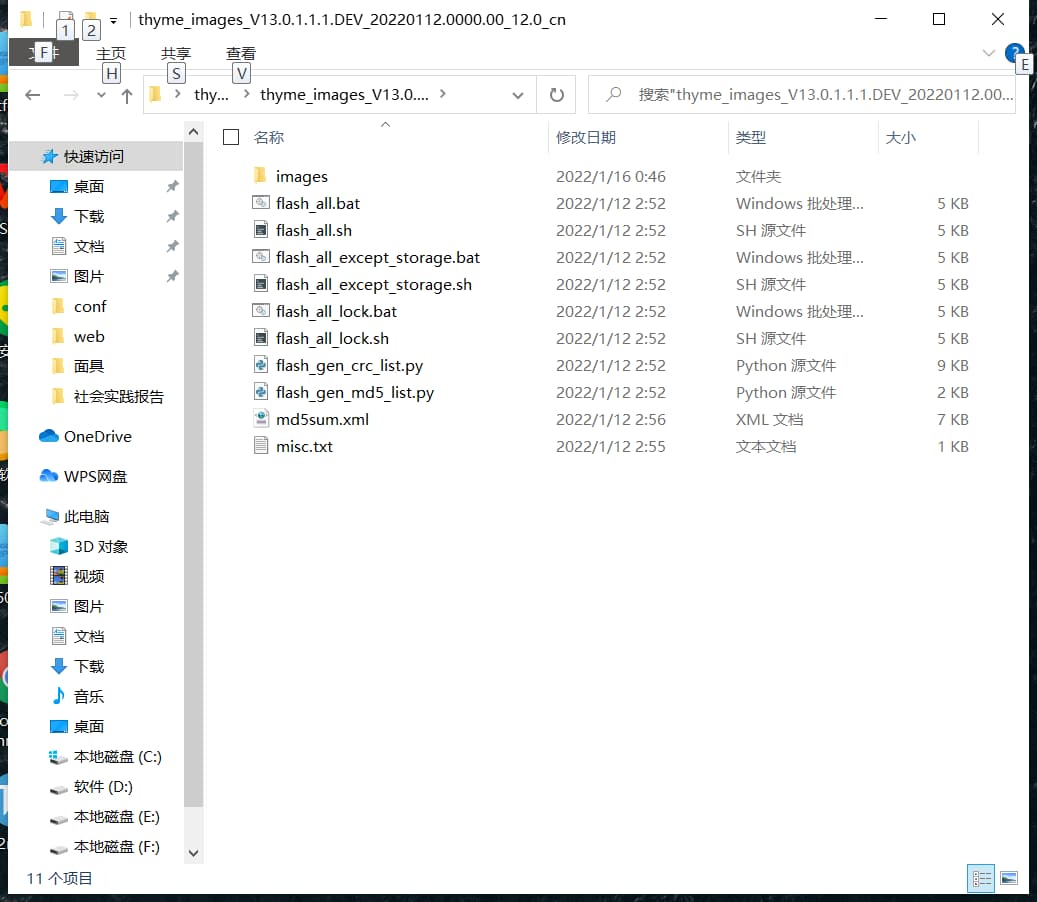 1 2 thyme_images_V13.0.1.1.1.DEV_20220112.0000.00_12.0_cn
F 主页 共享 查看 ?
H S V E
thy... thyme_images_V13.0.... 搜索"thyme_images_V13.0.1.1.1.DEV_20220112.00...
名称 修改日期 类型 大小
快速访问
桌面
下载
文档
图片
conf
web
面具
社会实践报告
OneDrive
WPS网盘
此电脑
3D 对象
视频
图片
文档
下载
音乐
桌面
本地磁盘 (C:)
软件 (D:)
本地磁盘 (E:)
本地磁盘 (F:)
images 2022/1/16 0:46 文件夹
flash_all.bat 2022/1/12 2:52 Windows 批处理... 5 KB
flash_all.sh 2022/1/12 2:52 SH 源文件 5 KB
flash_all_except_storage.bat 2022/1/12 2:52 Windows 批处理... 5 KB
flash_all_except_storage.sh 2022/1/12 2:52 SH 源文件 5 KB
flash_all_lock.bat 2022/1/12 2:52 Windows 批处理... 5 KB
flash_all_lock.sh 2022/1/12 2:52 SH 源文件 5 KB
flash_gen_crc_list.py 2022/1/12 2:52 Python 源文件 9 KB
flash_gen_md5_list.py 2022/1/12 2:52 Python 源文件 2 KB
md5sum.xml 2022/1/12 2:56 XML 文档 7 KB
misc.txt 2022/1/12 2:55 文本文档 1 KB
11 个项目